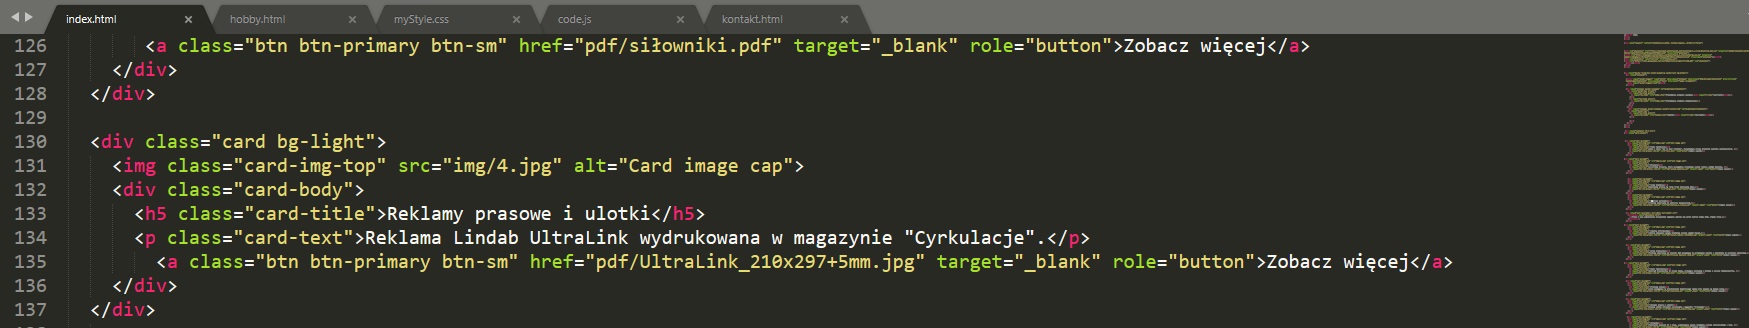 index.html × hobby.html × myStyle.css × code.js × kontakt.html ×
126 <a class="btn btn-primary btn-sm" href="pdf/siłowniki.pdf" target="_blank" role="button">Zobacz więcej</a>
127 </div>
128 </div>
129
130 <div class="card bg-light">
131 <img class="card-img-top" src="img/4.jpg" alt="Card image cap">
132 <div class="card-body">
133 <h5 class="card-title">Reklamy prasowe i ulotki</h5>
134 <p class="card-text">Reklama Lindab UltraLink wydrukowana w magazynie "Cyrkulacje".</p>
135 <a class="btn btn-primary btn-sm" href="pdf/UltraLink_210x297+5mm.jpg" target="_blank" role="button">Zobacz więcej</a>
136 </div>
137 </div>